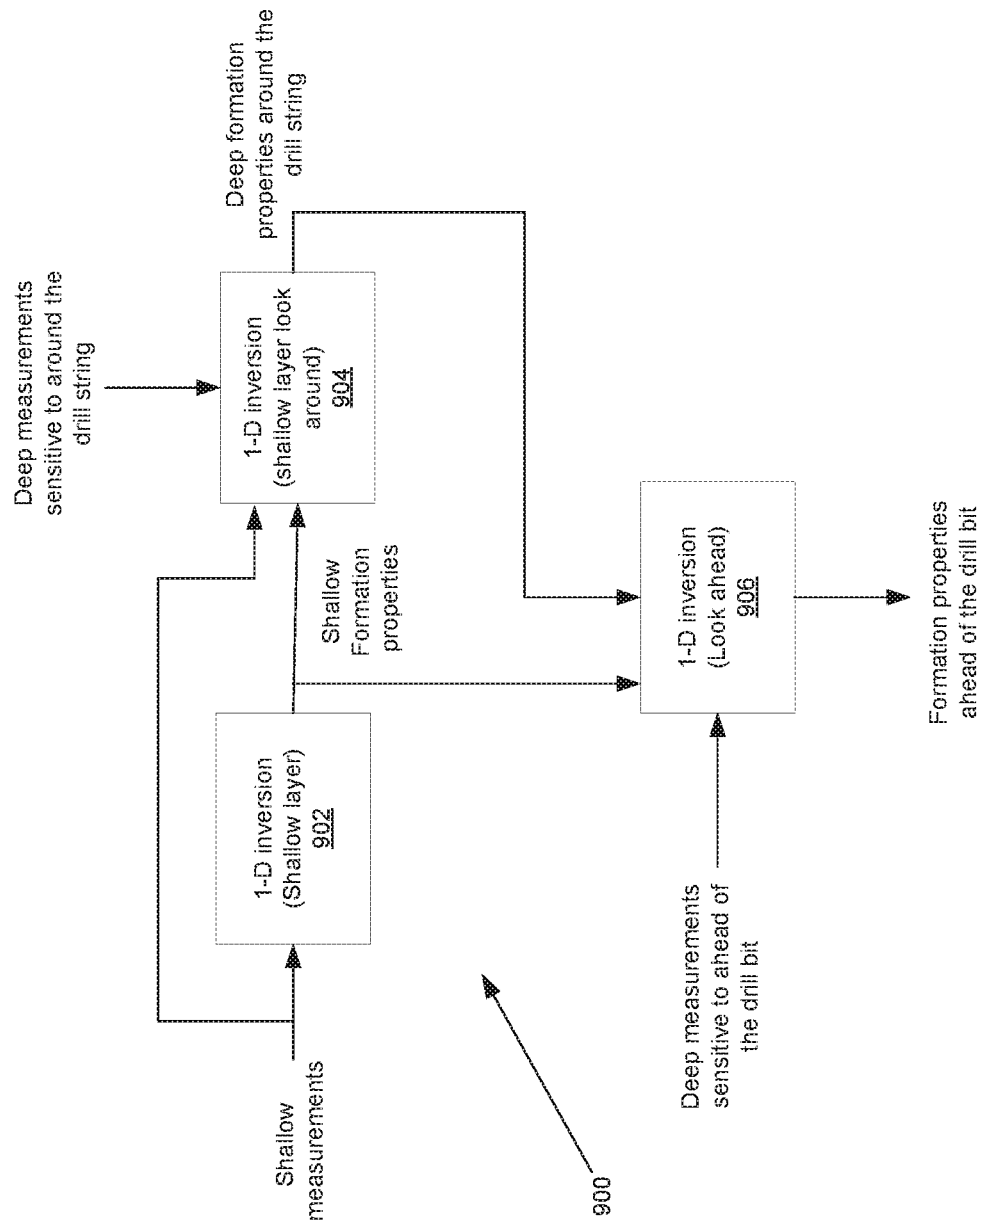 Shallow
measurements
1-D inversion
(Shallow layer)
902
Shallow
Formation
properties
Deep measurements
sensitive to around the
drill string
1-D inversion
(shallow layer look
around)
904
Deep formation
properties around the
drill string
Deep measurements
sensitive to ahead of
the drill bit
1-D inversion
(Look ahead)
906
Formation properties
ahead of the drill bit
900